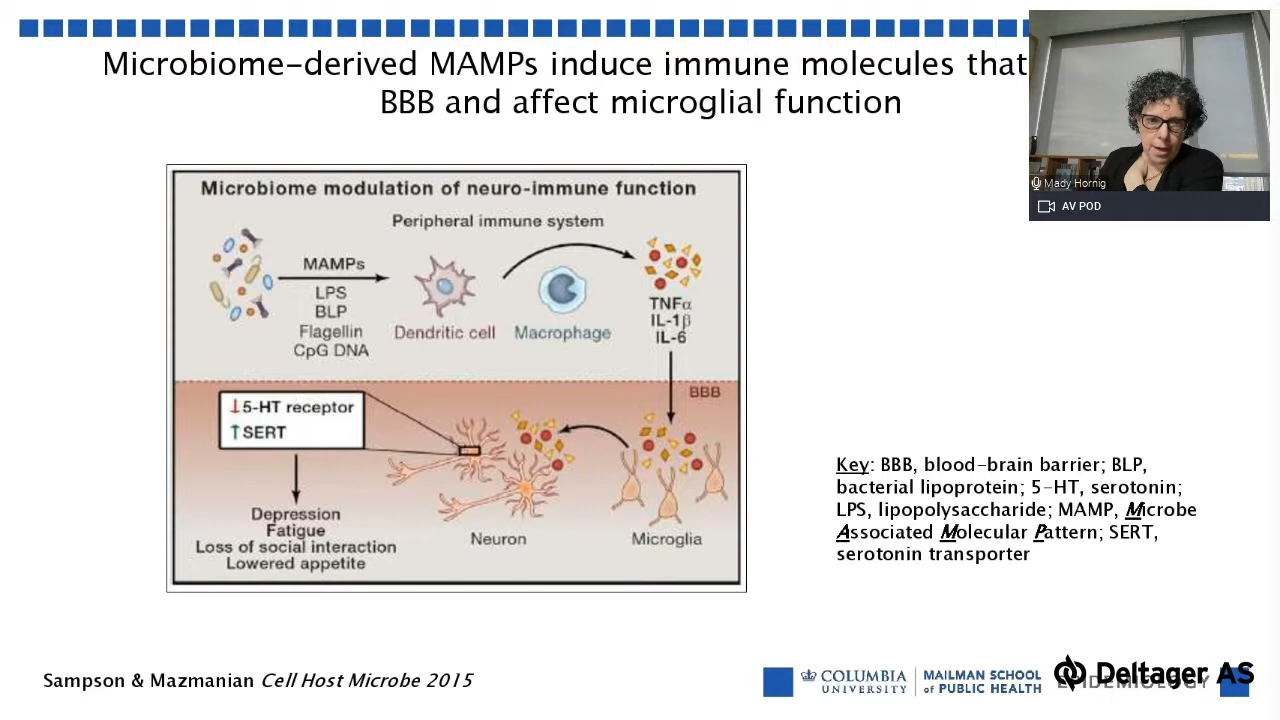 Microbiome-derived MAMPs induce immune molecules that
BBB and affect microglial function
Mady Hornig
AV POD
Microbiome modulation of neuro-immune function
Peripheral immune system
MAMPs
LPS
BLP
Flagellin
CpG DNA
Dendritic cell
Macrophage
TNFα
IL-1β
IL-6
BBB
↓5-HT receptor
↑SERT
Depression
Fatigue
Loss of social interaction
Lowered appetite
Neuron
Microglia
Key: BBB, blood-brain barrier; BLP,
bacterial lipoprotein; 5-HT, serotonin;
LPS, lipopolysaccharide; MAMP, Microbe
Associated Molecular Pattern; SERT,
serotonin transporter
Sampson & Mazmanian Cell Host Microbe 2015
COLUMBIA
UNIVERSITY
MAILMAN SCHOOL
of PUBLIC HEALTH
EPIDEMIOLOGY
Deltager AS